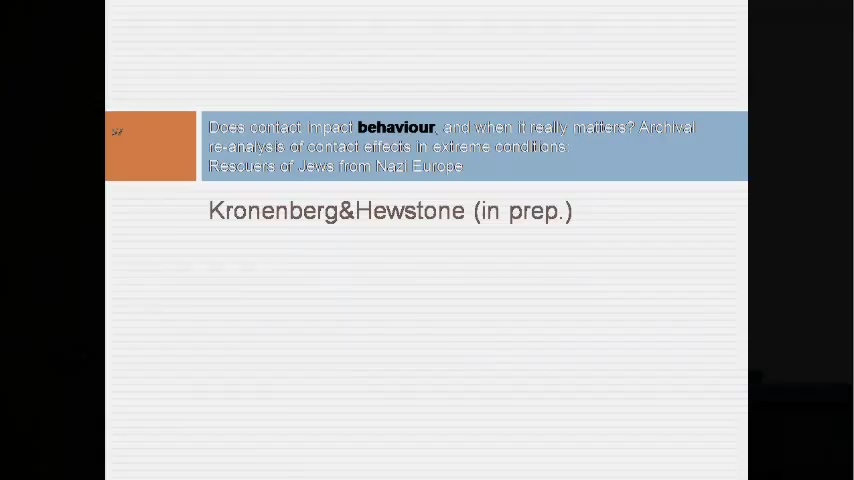 Does contact impact behaviour, and when it really matters? Archival
re-analysis of contact effects in extreme conditions:
Rescuers of Jews from Nazi Europe
Kronenberg&Hewstone (in prep.)